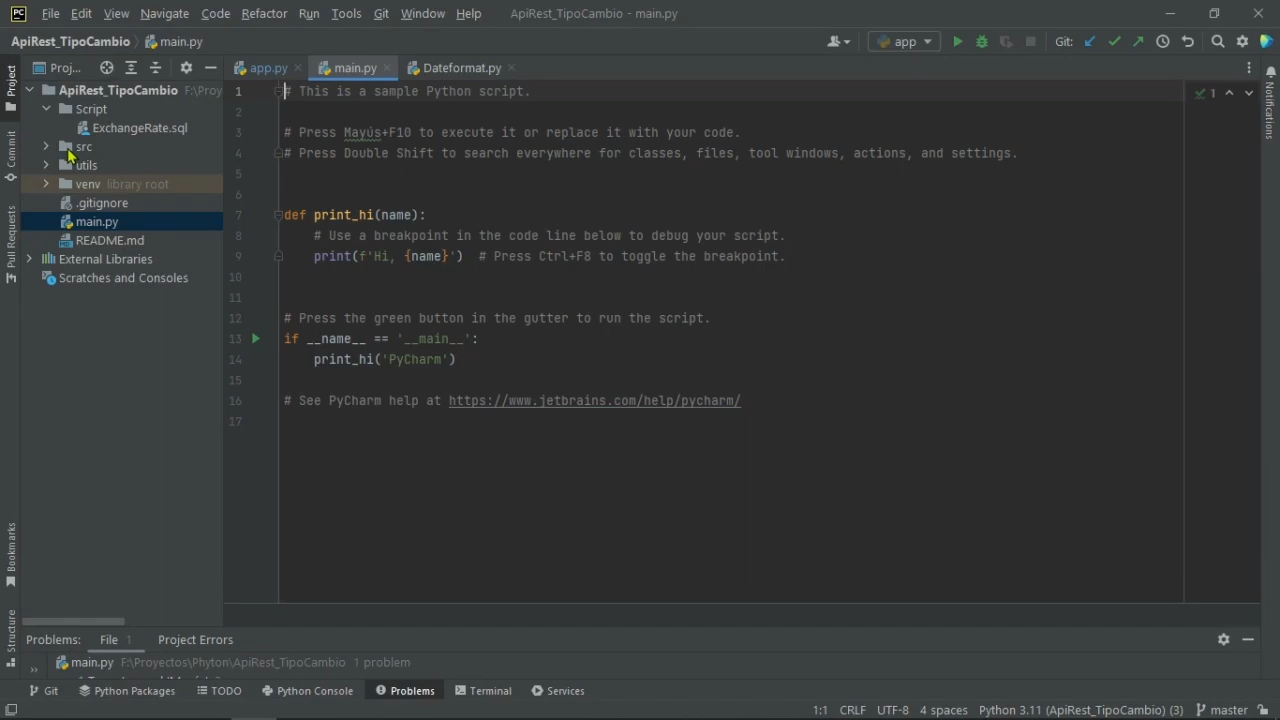 PC File Edit View Navigate Code Refactor Run Tools Git Window Help ApiRest_TipoCambio - main.py
ApiRest_TipoCambio main.py app Git:
Project Proj... app.py main.py Dateformat.py Notifications
ApiRest_TipoCambio F:\Proy
Script
ExchangeRate.sql
src
utils
venv library root
.gitignore
main.py
README.md
External Libraries
Scratches and Consoles
Commit
Pull Requests
Bookmarks
Structure
1 # This is a sample Python script. 1
2
3 # Press Mayús+F10 to execute it or replace it with your code.
4 # Press Double Shift to search everywhere for classes, files, tool windows, actions, and settings.
5
6
7 def print_hi(name):
8 # Use a breakpoint in the code line below to debug your script.
9 print(f'Hi, {name}') # Press Ctrl+F8 to toggle the breakpoint.
10
11
12 # Press the green button in the gutter to run the script.
13 if __name__ == '__main__':
14 print_hi('PyCharm')
15
16 # See PyCharm help at https://www.jetbrains.com/help/pycharm/
17
Problems: File 1 Project Errors
main.py F:\Proyectos\Phyton\ApiRest_TipoCambio 1 problem
Git Python Packages TODO Python Console Problems Terminal Services
1:1 CRLF UTF-8 4 spaces Python 3.11 (ApiRest_TipoCambio) (3) master